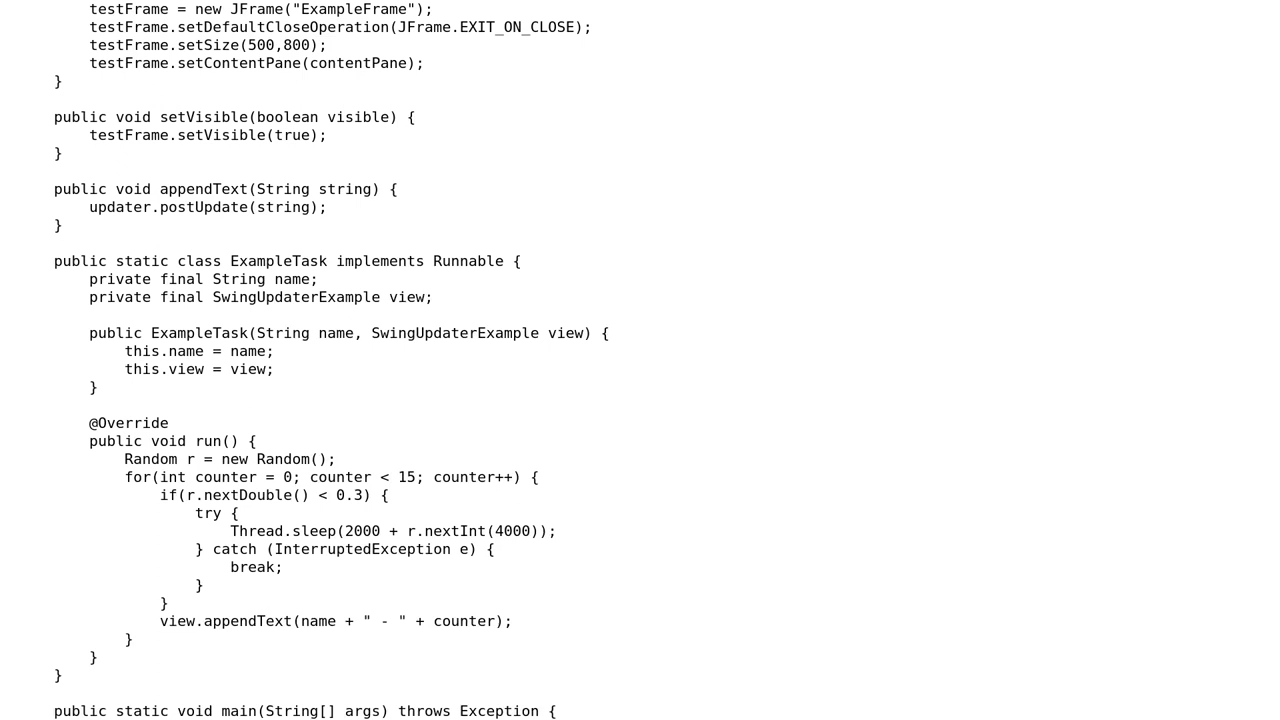 testFrame = new JFrame("ExampleFrame");
testFrame.setDefaultCloseOperation(JFrame.EXIT_ON_CLOSE);
testFrame.setSize(500,800);
testFrame.setContentPane(contentPane);
}
public void setVisible(boolean visible) {
testFrame.setVisible(true);
}
public void appendText(String string) {
updater.postUpdate(string);
}
public static class ExampleTask implements Runnable {
private final String name;
private final SwingUpdaterExample view;
public ExampleTask(String name, SwingUpdaterExample view) {
this.name = name;
this.view = view;
}
@Override
public void run() {
Random r = new Random();
for(int counter = 0; counter < 15; counter++) {
if(r.nextDouble() < 0.3) {
try {
Thread.sleep(2000 + r.nextInt(4000));
} catch (InterruptedException e) {
break;
}
}
view.appendText(name + " - " + counter);
}
}
}
public static void main(String[] args) throws Exception {